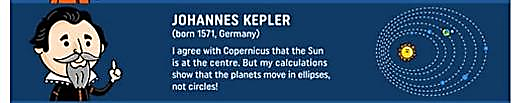 JOHANNES KEPLER
(born 1571, Germany)
I agree with Copernicus that the Sun
is at the centre. But my calculations
show that the planets move in ellipses,
not circles!